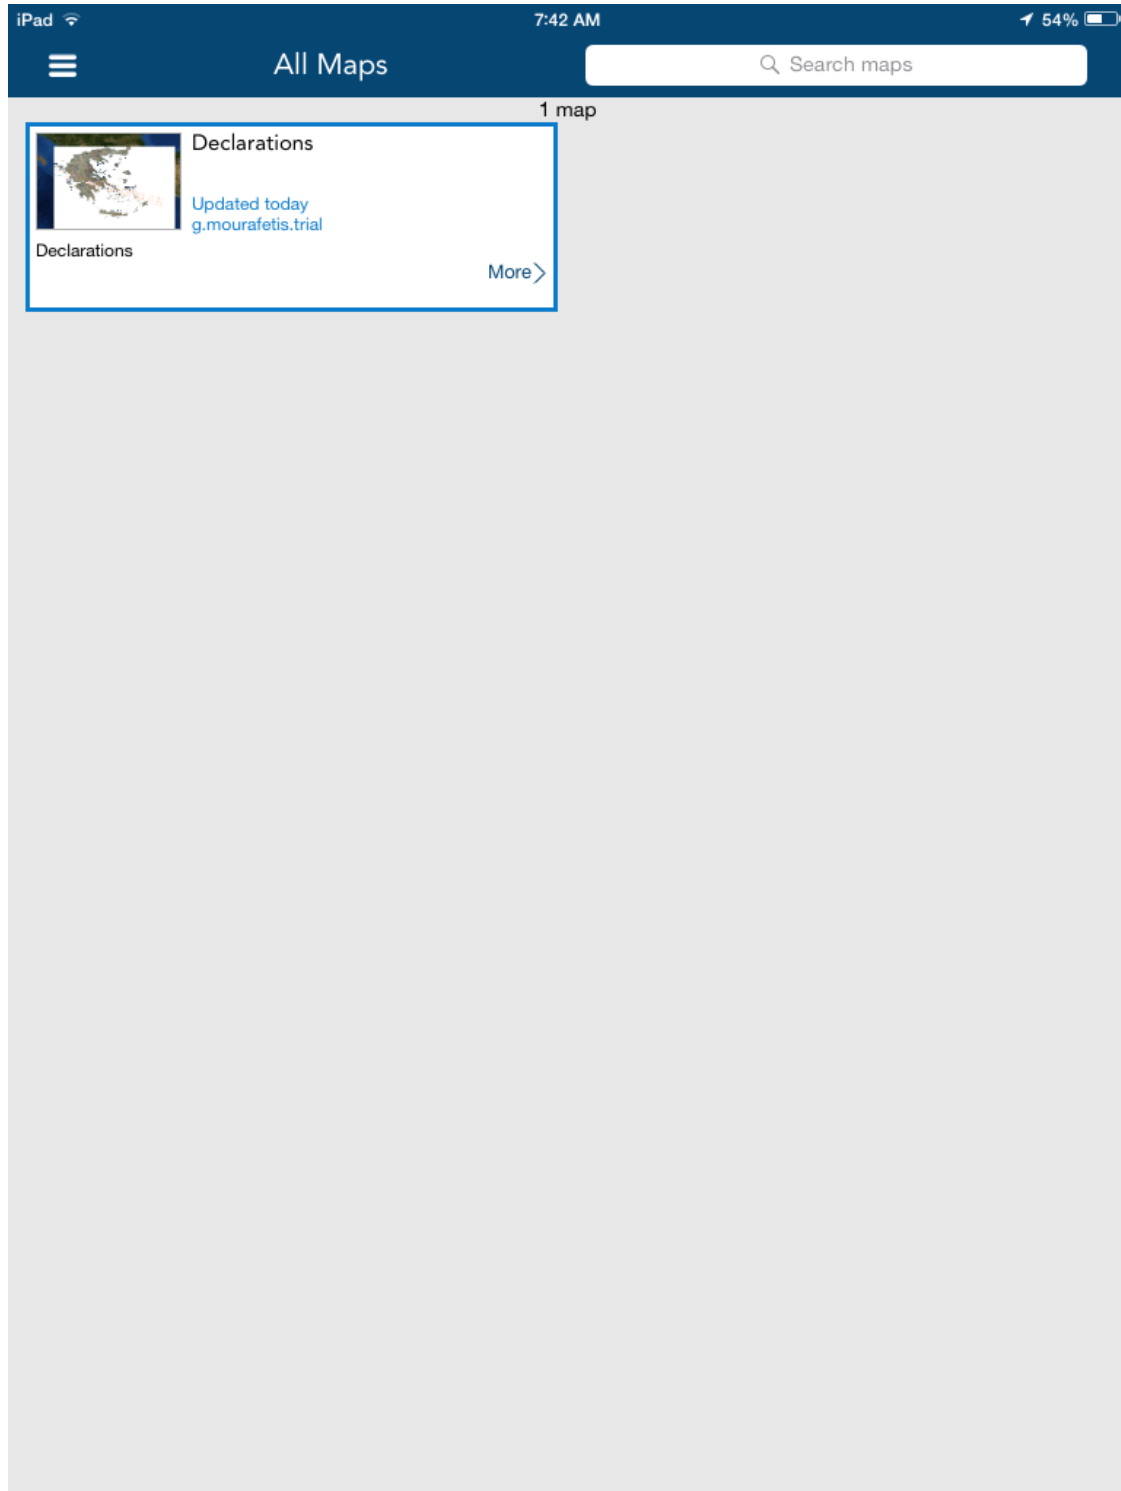 iPad 7:42 AM 54%
All Maps Search maps
1 map
Declarations
Updated today
g.mourafetis.trial
Declarations
More